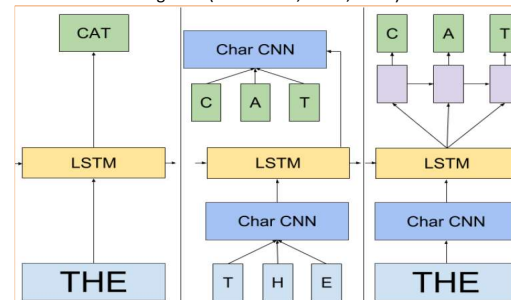 CAT
LSTM
THE
Char CNN
C A T
LSTM
Char CNN
T H E
C A T
LSTM
Char CNN
THE